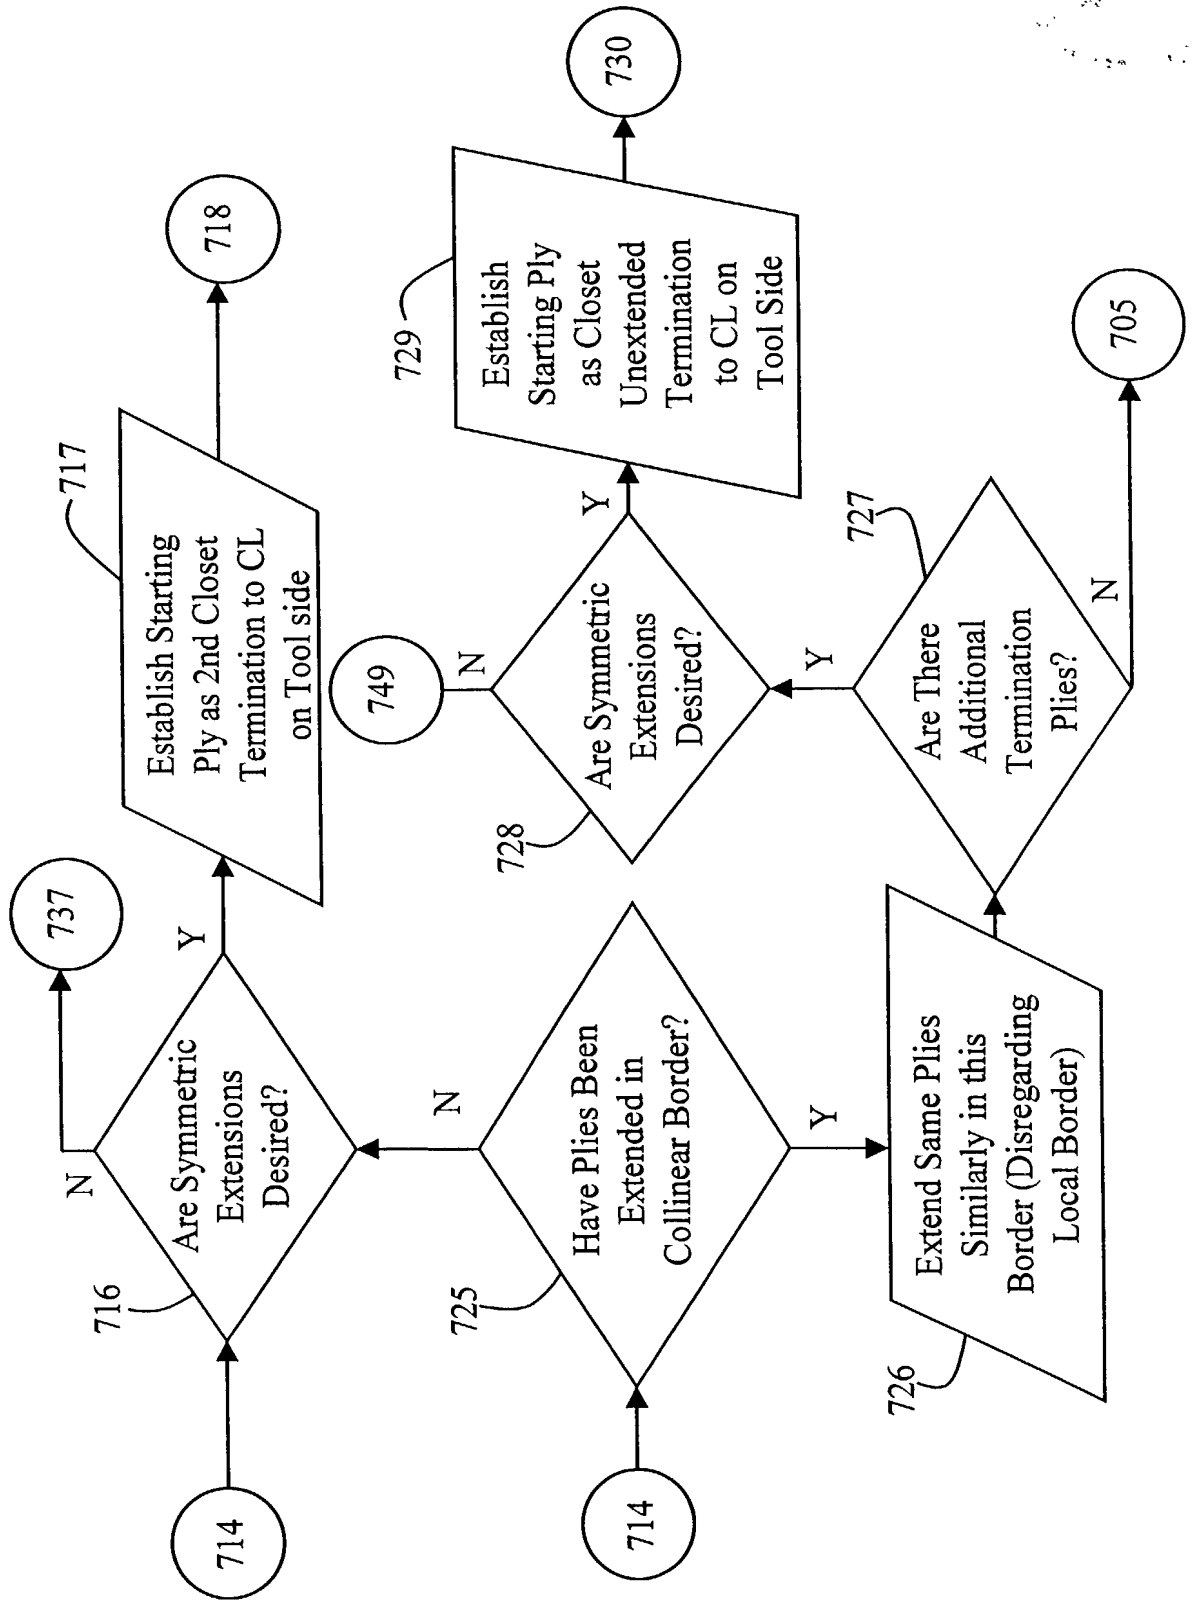 714
716
Are Symmetric
Extensions
Desired?
N
737
Y
717
Establish Starting
Ply as 2nd Closet
Termination to CL
on Tool side
718
714
725
Have Plies Been
Extended in
Collinear Border?
N
Y
728
Are Symmetric
Extensions
Desired?
N
749
Y
729
Establish
Starting Ply
as Closet
Unextended
Termination
to CL on
Tool Side
730
726
Extend Same Plies
Similarly in this
Border (Disregarding
Local Border)
727
Are There
Additional
Termination
Plies?
Y
N
705